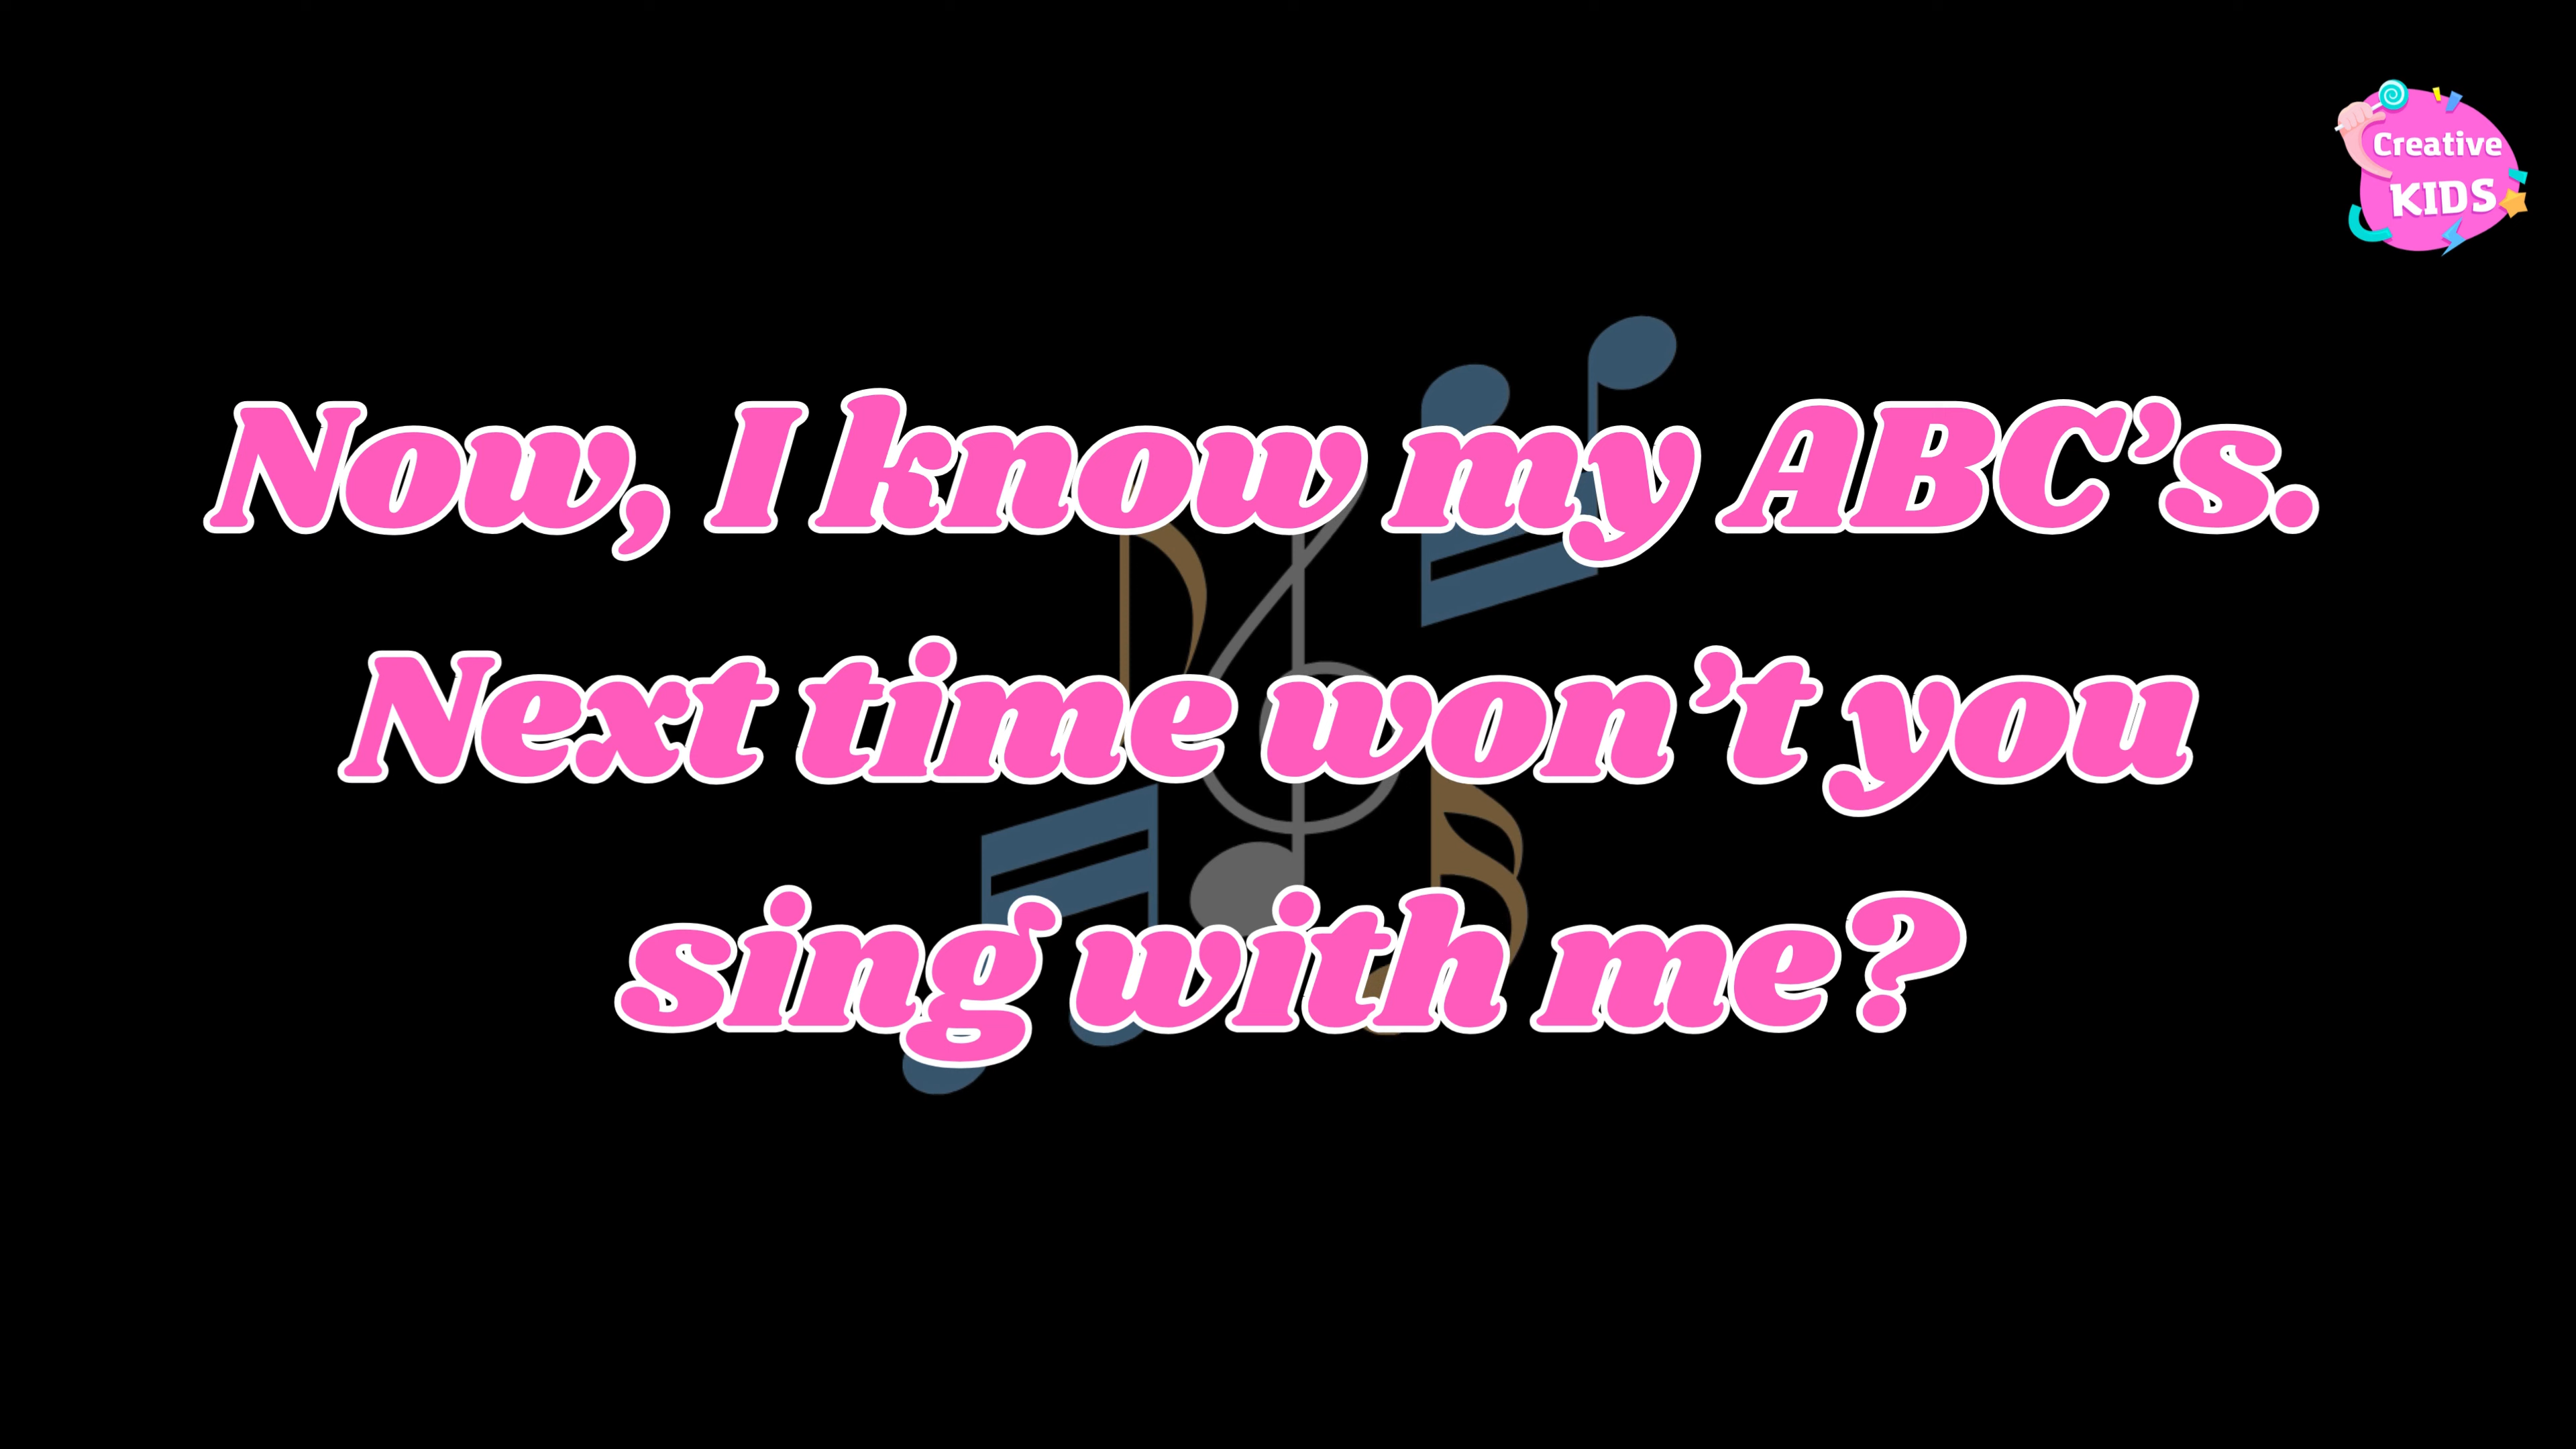 Creative
KIDS
Now, I know my ABC’s.
Next time won’t you
sing with me?